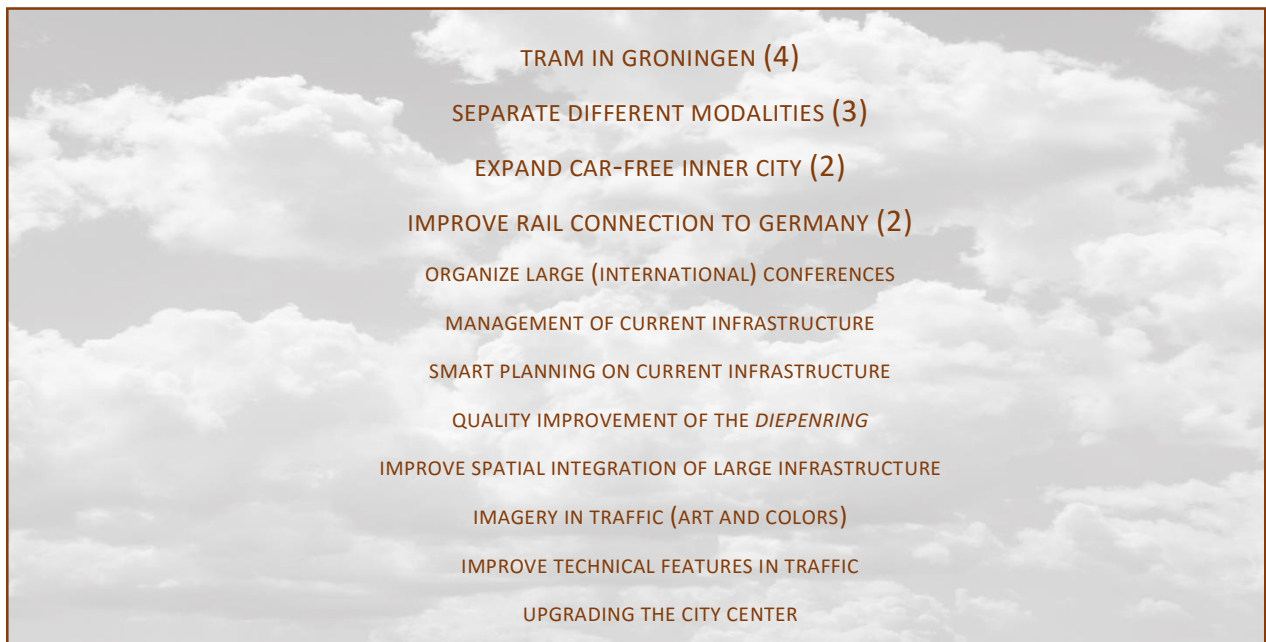 TRAM IN GRONINGEN (4)
SEPARATE DIFFERENT MODALITIES (3)
EXPAND CAR-FREE INNER CITY (2)
IMPROVE RAIL CONNECTION TO GERMANY (2)
ORGANIZE LARGE (INTERNATIONAL) CONFERENCES
MANAGEMENT OF CURRENT INFRASTRUCTURE
SMART PLANNING ON CURRENT INFRASTRUCTURE
QUALITY IMPROVEMENT OF THE DIEPENRING
IMPROVE SPATIAL INTEGRATION OF LARGE INFRASTRUCTURE
IMAGERY IN TRAFFIC (ART AND COLORS)
IMPROVE TECHNICAL FEATURES IN TRAFFIC
UPGRADING THE CITY CENTER